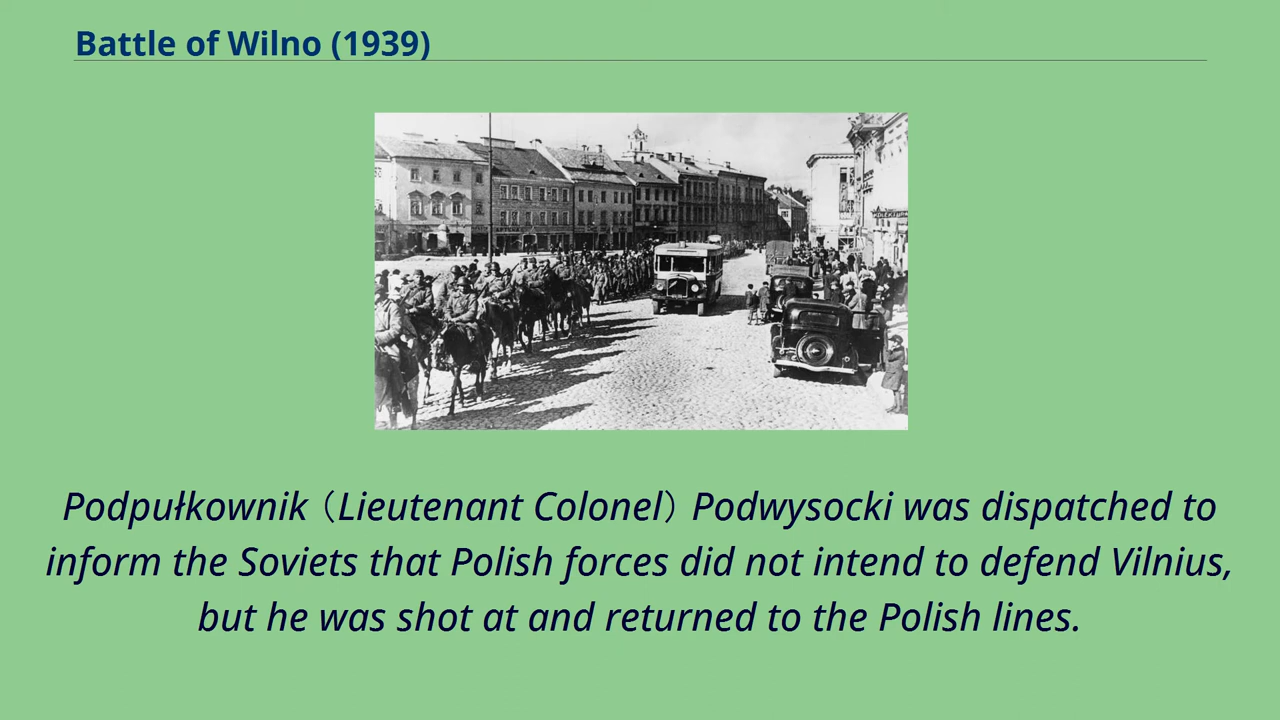 Battle of Wilno (1939)
Podpułkownik（Lieutenant Colonel）Podwysocki was dispatched to
inform the Soviets that Polish forces did not intend to defend Vilnius,
but he was shot at and returned to the Polish lines.